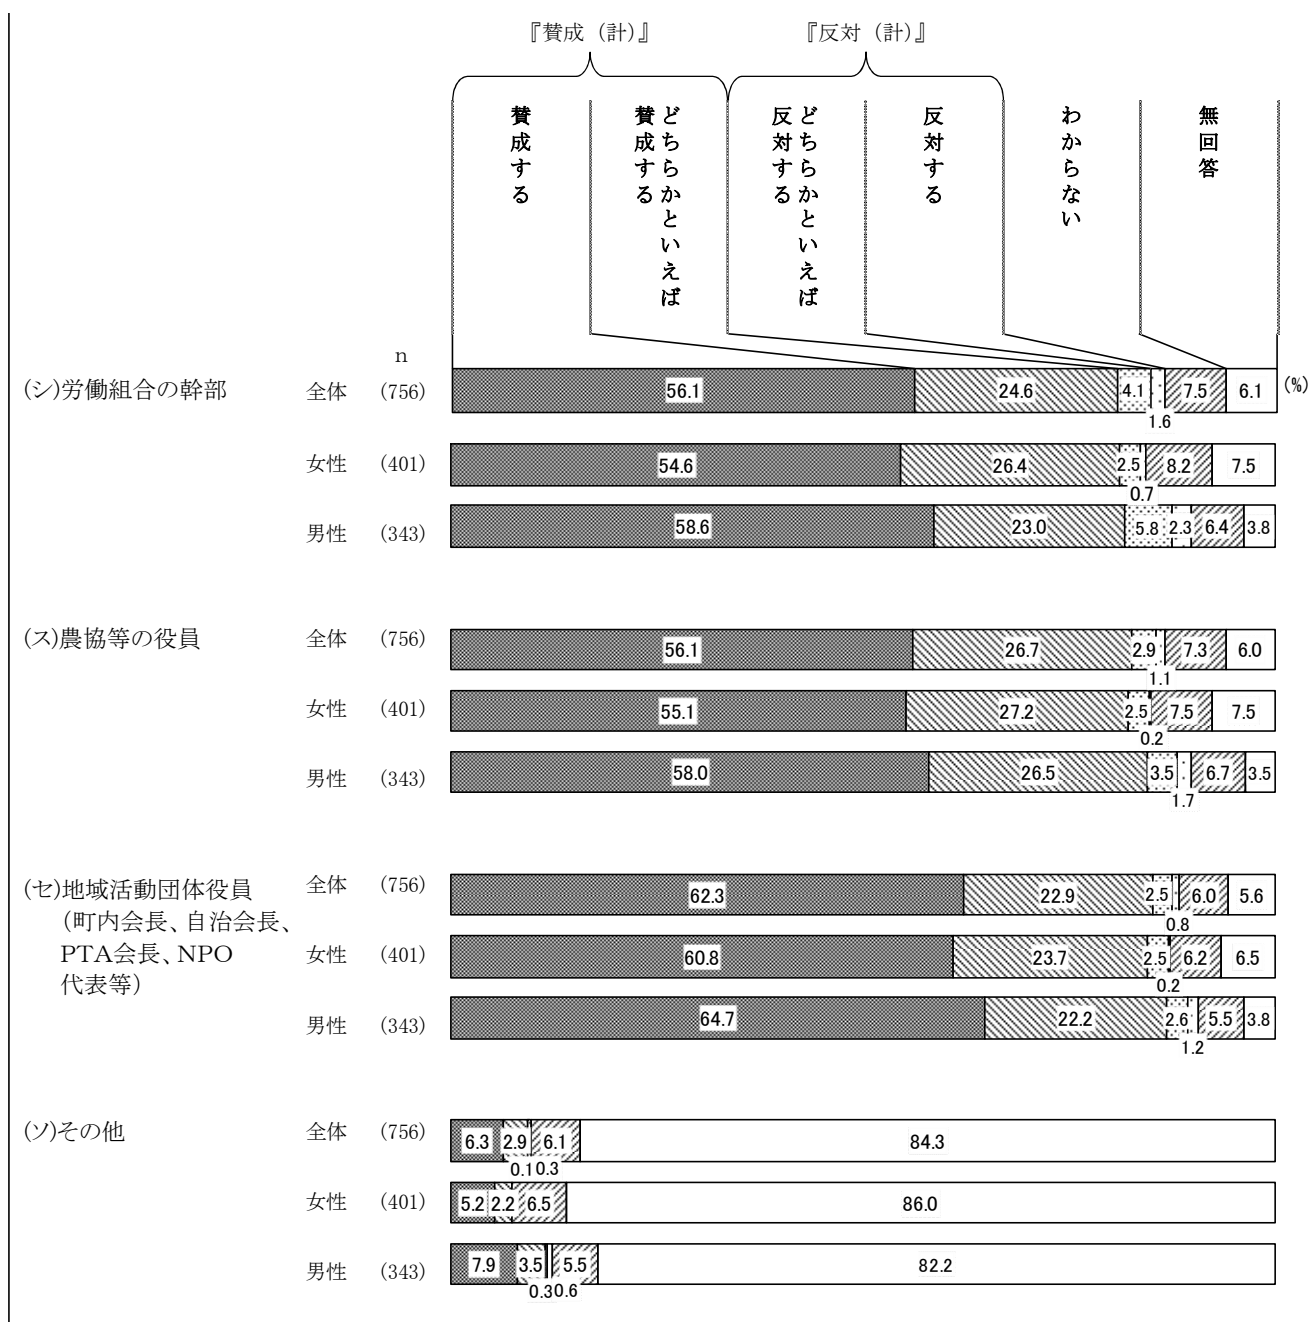 『賛成（計）』 『反対（計）』
賛成する
どちらかといえば
賛成する
どちらかといえば
反対する
反対する
わからない
無回答
n
(シ)労働組合の幹部 全体 (756) 56.1 24.6 4.1 7.5 6.1 (%)
1.6
女性 (401) 54.6 26.4 2.5 8.2 7.5
0.7
男性 (343) 58.6 23.0 5.8 2.3 6.4 3.8
(ス)農協等の役員 全体 (756) 56.1 26.7 2.9 7.3 6.0
1.1
女性 (401) 55.1 27.2 2.5 7.5 7.5
0.2
男性 (343) 58.0 26.5 3.5 6.7 3.5
1.7
(セ)地域活動団体役員 全体 (756) 62.3 22.9 2.5 6.0 5.6
（町内会長、自治会長、 0.8
PTA会長、NPO 女性 (401) 60.8 23.7 2.5 6.2 6.5
代表等） 0.2
男性 (343) 64.7 22.2 2.6 5.5 3.8
1.2
(ソ)その他 全体 (756) 6.3 2.9 6.1 84.3
0.1 0.3
女性 (401) 5.2 2.2 6.5 86.0
男性 (343) 7.9 3.5 5.5 82.2
0.3 0.6